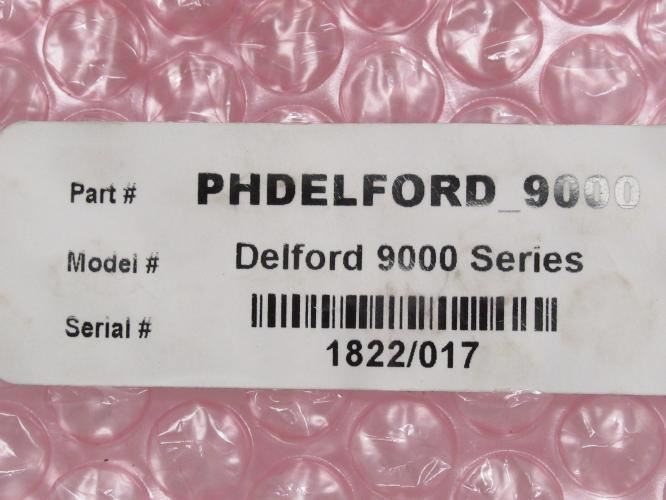 Part # PHDELFORD_9000
Model # Delford 9000 Series
Serial #
1822/017